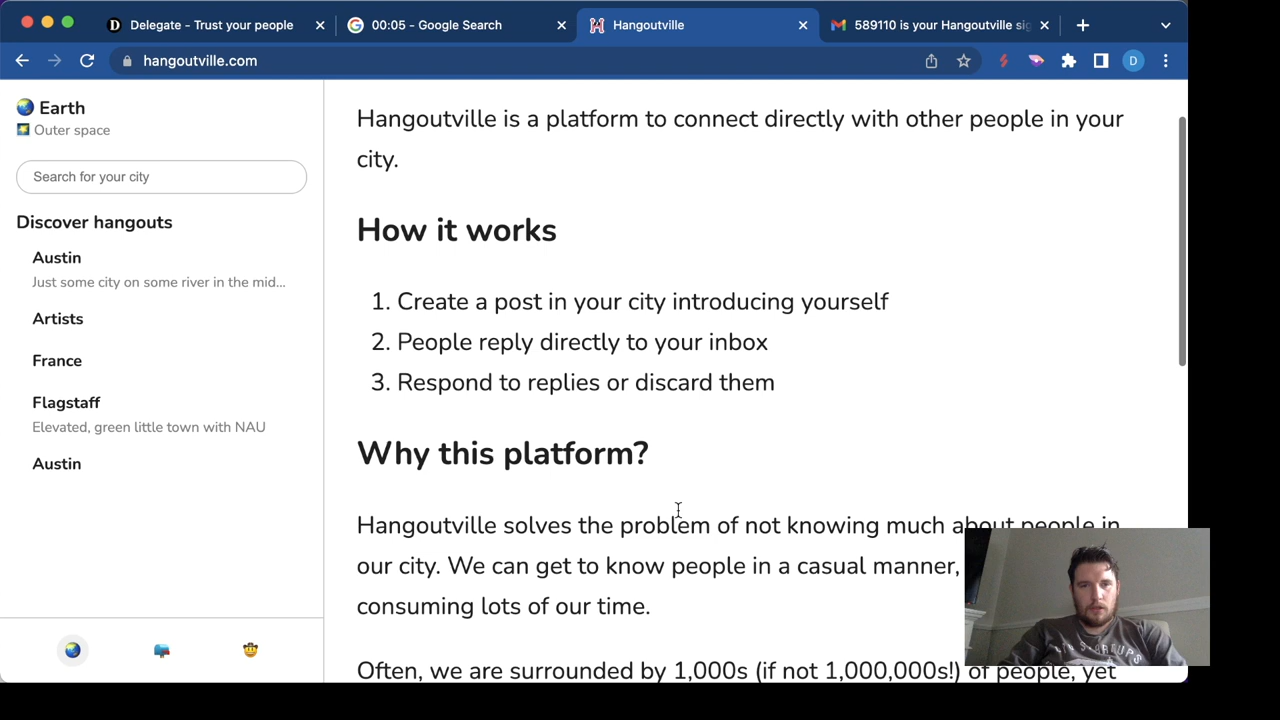 Delegate - Trust your people
00:05 - Google Search
Hangoutville
589110 is your Hangoutville sig
hangoutville.com
D
Earth
Outer space
Search for your city
Discover hangouts
Austin
Just some city on some river in the mid...
Artists
France
Flagstaff
Elevated, green little town with NAU
Austin
Hangoutville is a platform to connect directly with other people in your
city.
How it works
1. Create a post in your city introducing yourself
2. People reply directly to your inbox
3. Respond to replies or discard them
Why this platform?
Hangoutville solves the problem of not knowing much about people in
our city. We can get to know people in a casual manner,
consuming lots of our time.
Often, we are surrounded by 1,000s (if not 1,000,000s!) of people, yet